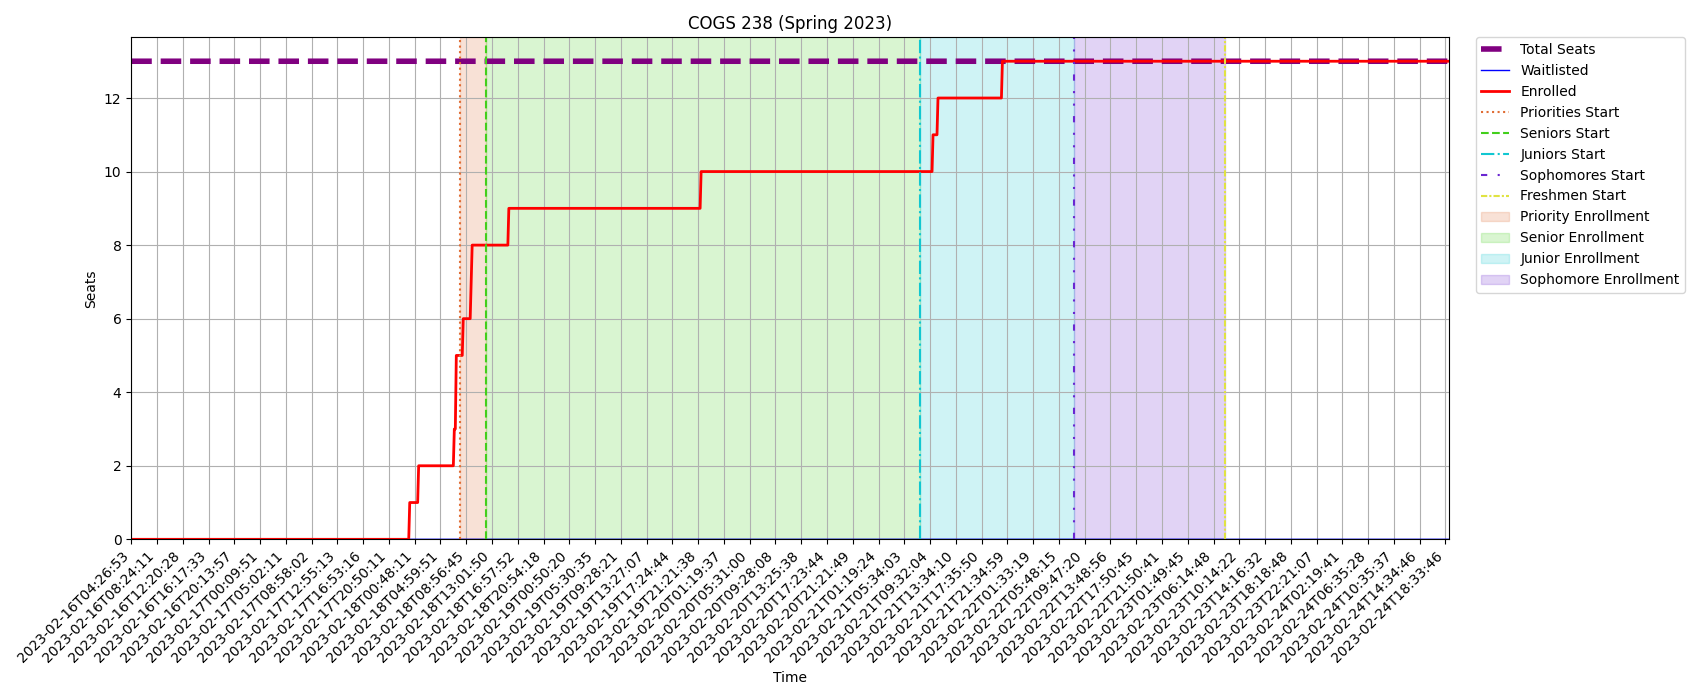 COGS 238 (Spring 2023)
Total Seats
Waitlisted
Enrolled
Priorities Start
Seniors Start
Juniors Start
Sophomores Start
Freshmen Start
Priority Enrollment
Senior Enrollment
Junior Enrollment
Sophomore Enrollment
Seats
12
10
8
6
4
2
0
2023-02-16T04:26:53
2023-02-16T08:24:11
2023-02-16T12:20:28
2023-02-16T16:17:33
2023-02-16T20:13:57
2023-02-17T00:09:51
2023-02-17T05:02:11
2023-02-17T08:58:02
2023-02-17T12:55:13
2023-02-17T16:53:16
2023-02-17T20:50:11
2023-02-18T00:48:11
2023-02-18T04:59:51
2023-02-18T08:56:45
2023-02-18T13:01:50
2023-02-18T16:57:52
2023-02-18T20:54:18
2023-02-19T00:50:20
2023-02-19T05:30:35
2023-02-19T09:28:21
2023-02-19T13:27:07
2023-02-19T17:24:44
2023-02-19T21:21:38
2023-02-20T01:19:37
2023-02-20T05:31:00
2023-02-20T09:28:08
2023-02-20T13:25:38
2023-02-20T17:23:44
2023-02-20T21:21:49
2023-02-21T01:19:24
2023-02-21T05:34:03
2023-02-21T09:32:04
2023-02-21T13:34:10
2023-02-21T17:35:50
2023-02-21T21:34:59
2023-02-22T01:33:19
2023-02-22T05:48:15
2023-02-22T09:47:20
2023-02-22T13:48:56
2023-02-22T17:50:45
2023-02-22T21:50:41
2023-02-23T01:49:45
2023-02-23T06:14:48
2023-02-23T10:14:22
2023-02-23T14:16:32
2023-02-23T18:18:48
2023-02-23T22:21:07
2023-02-24T02:19:41
2023-02-24T06:35:28
2023-02-24T10:35:37
2023-02-24T14:34:46
2023-02-24T18:33:46
Time